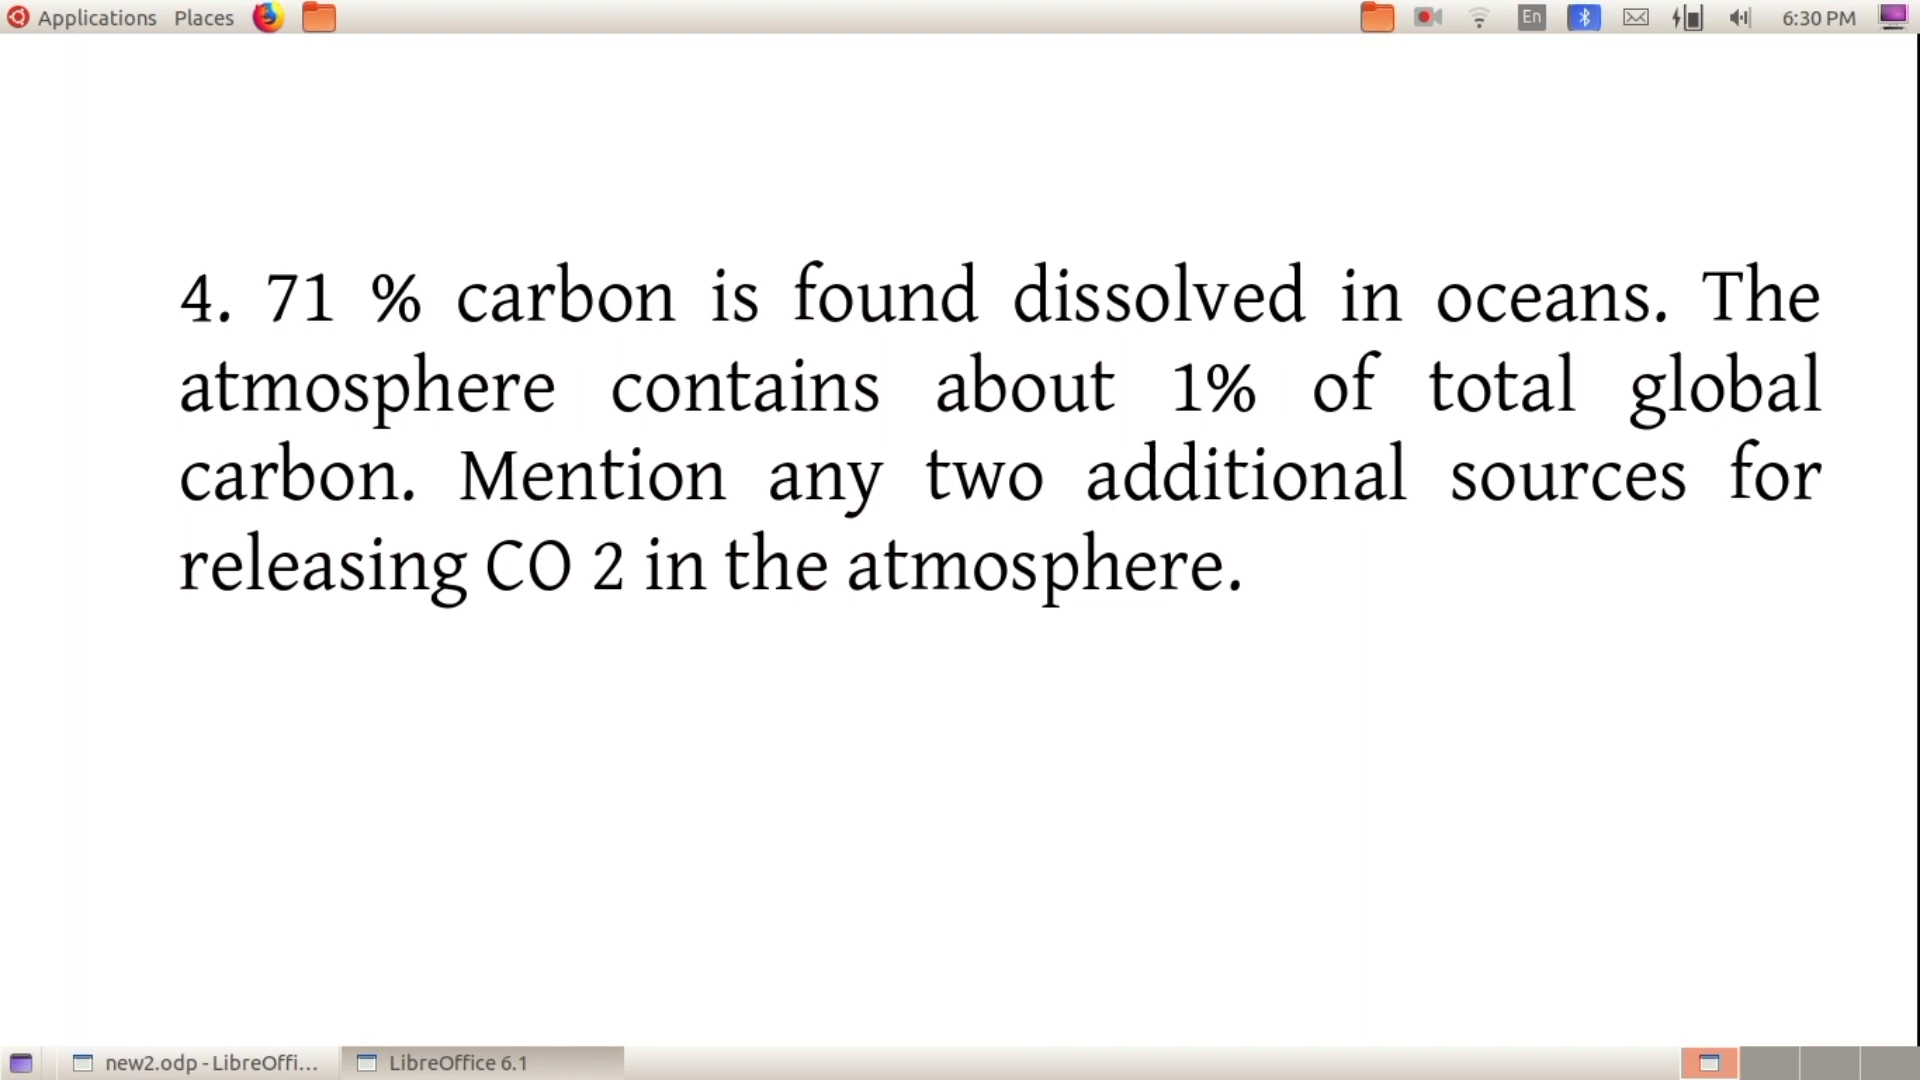 Applications Places En 6:30 PM
4. 71 % carbon is found dissolved in oceans. The
atmosphere contains about 1% of total global
carbon. Mention any two additional sources for
releasing CO 2 in the atmosphere.
new2.odp - LibreOffi... LibreOffice 6.1